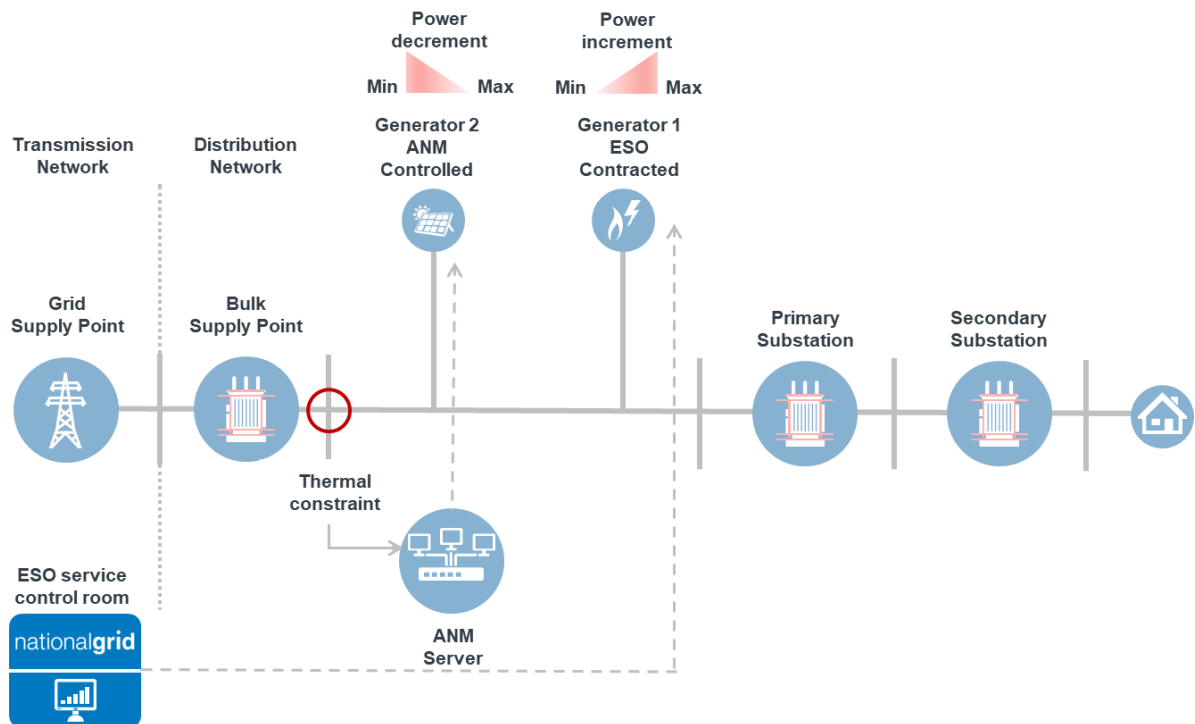 Power
decrement
Min
Max
Generator 2
ANM
Controlled
Power
increment
Min
Max
Generator 1
ESO
Contracted
Transmission
Network
Distribution
Network
Grid
Supply Point
Bulk
Supply Point
Primary
Substation
Secondary
Substation
Thermal
constraint
ANM
Server
ESO service
control room
nationalgrid